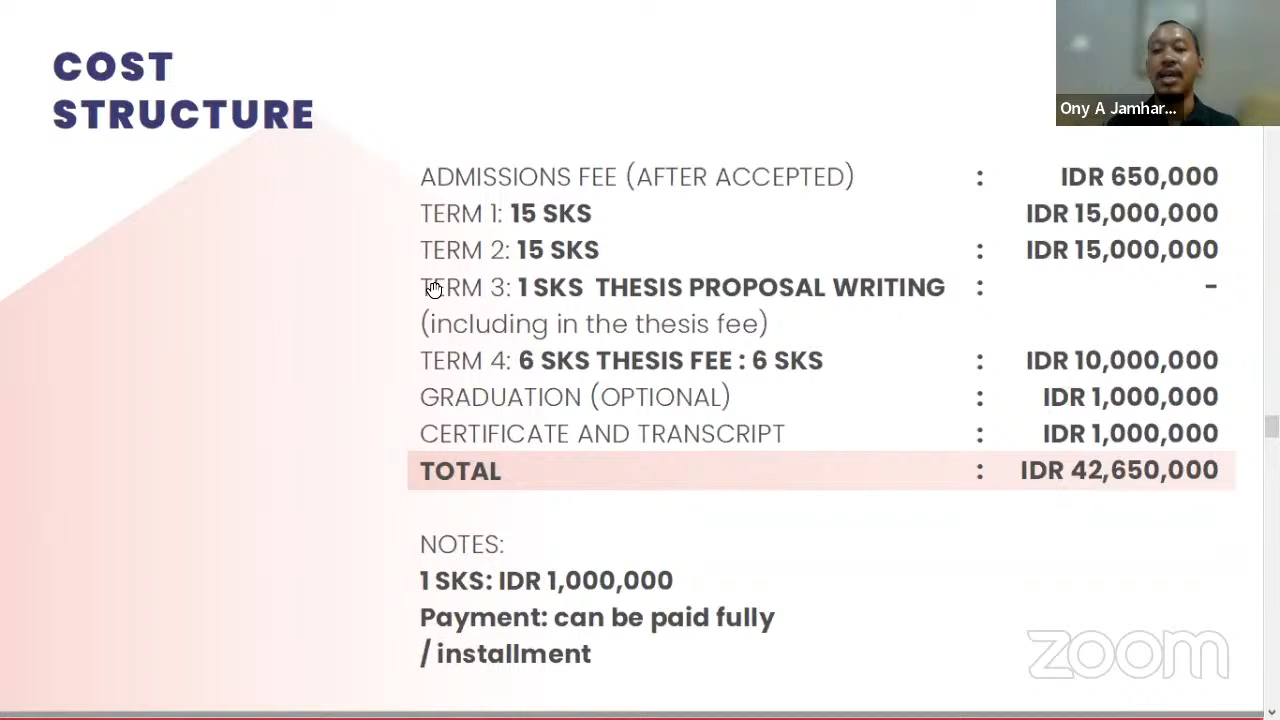 COST
STRUCTURE
Ony A Jamhar...
ADMISSIONS FEE (AFTER ACCEPTED) : IDR 650,000
TERM 1: 15 SKS IDR 15,000,000
TERM 2: 15 SKS : IDR 15,000,000
TERM 3: 1 SKS THESIS PROPOSAL WRITING : -
(including in the thesis fee)
TERM 4: 6 SKS THESIS FEE : 6 SKS : IDR 10,000,000
GRADUATION (OPTIONAL) : IDR 1,000,000
CERTIFICATE AND TRANSCRIPT : IDR 1,000,000
TOTAL : IDR 42,650,000
NOTES:
1 SKS: IDR 1,000,000
Payment: can be paid fully
/ installment
zoom